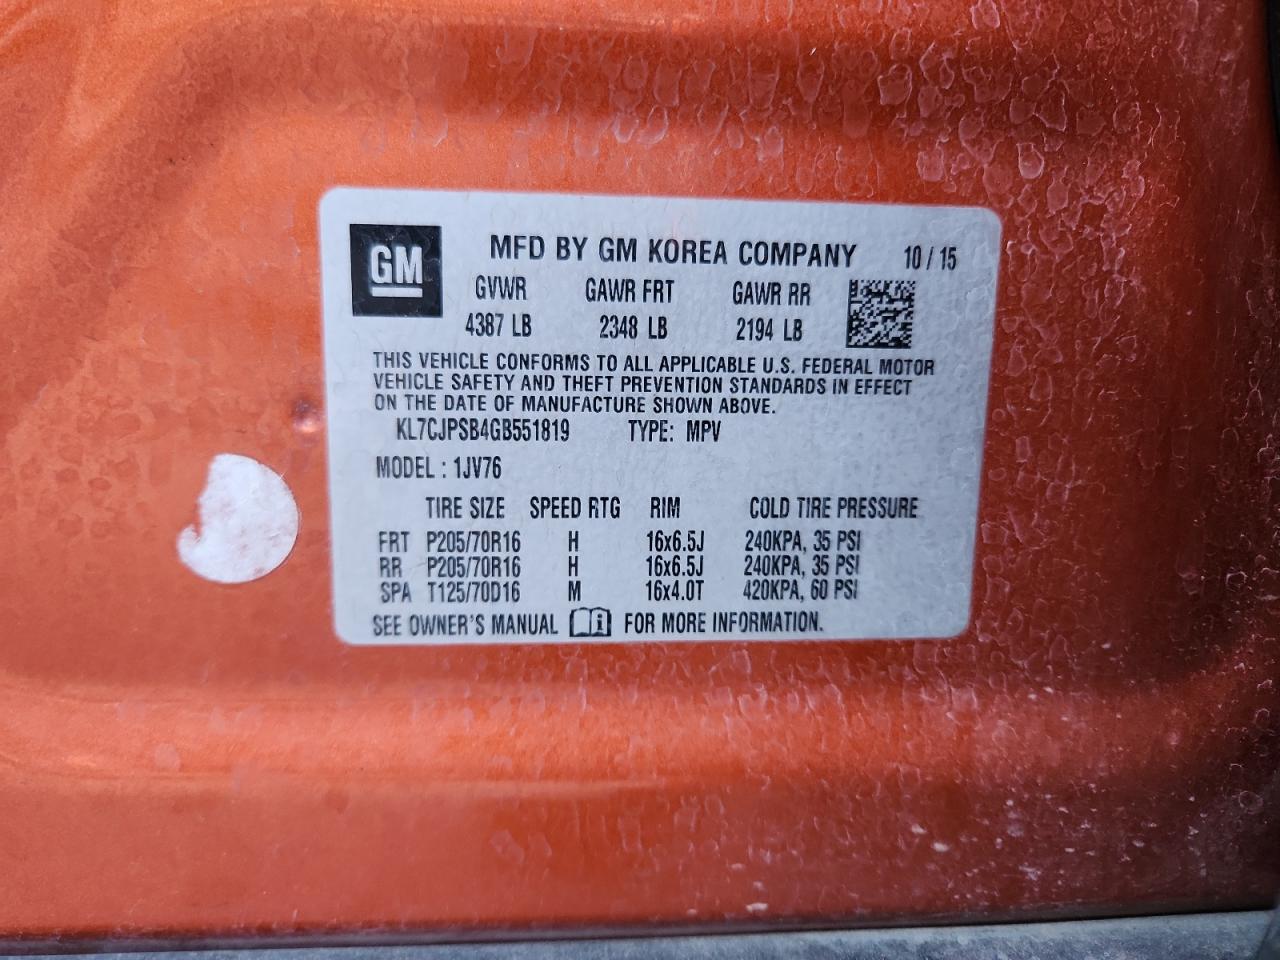 GM
MFD BY GM KOREA COMPANY 10 / 15
GVWR GAWR FRT GAWR RR
4387 LB 2348 LB 2194 LB
THIS VEHICLE CONFORMS TO ALL APPLICABLE U.S. FEDERAL MOTOR
VEHICLE SAFETY AND THEFT PREVENTION STANDARDS IN EFFECT
ON THE DATE OF MANUFACTURE SHOWN ABOVE.
KL7CJPSB4GB551819 TYPE: MPV
MODEL : 1JV76
TIRE SIZE SPEED RTG RIM COLD TIRE PRESSURE
FRT P205/70R16 H 16x6.5J 240KPA, 35 PSI
RR P205/70R16 H 16x6.5J 240KPA, 35 PSI
SPA T125/70D16 M 16x4.0T 420KPA, 60 PSI
SEE OWNER'S MANUAL FOR MORE INFORMATION.